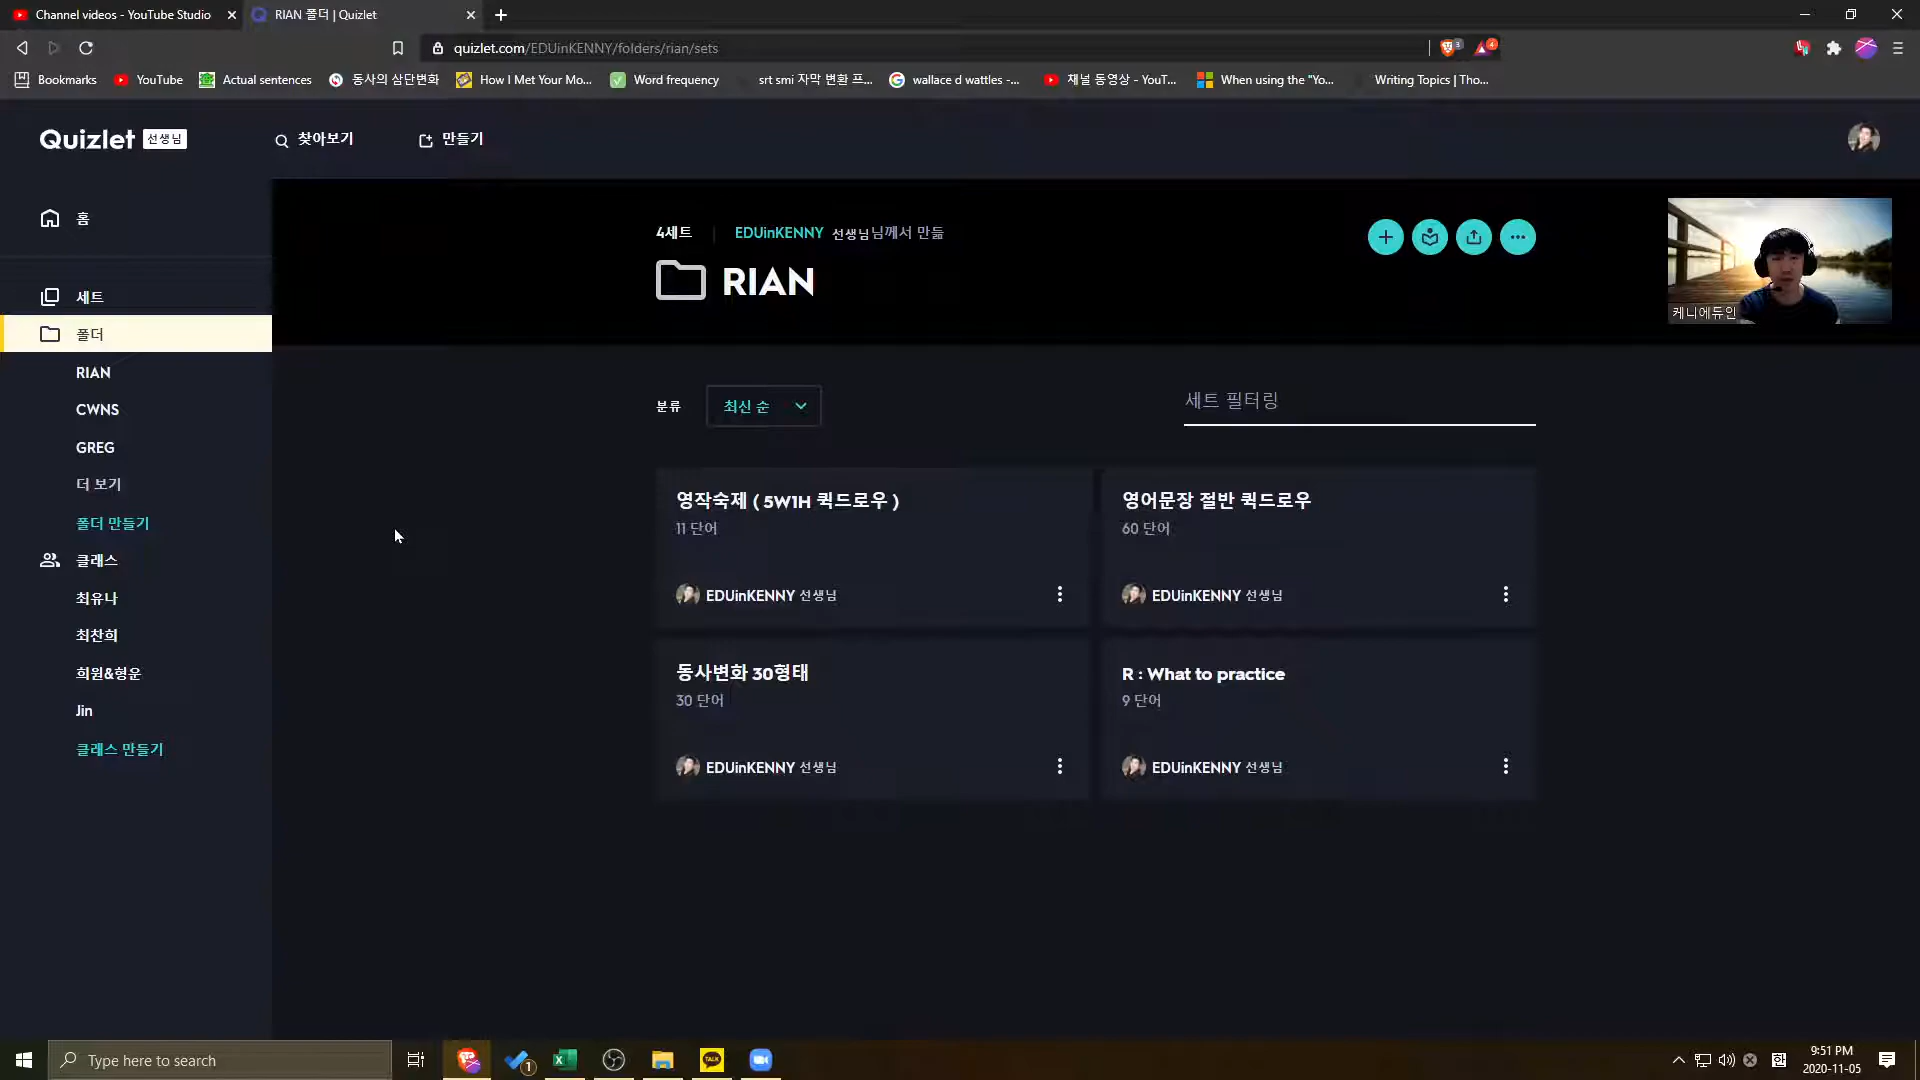 Channel videos - YouTube Studio
RIAN 폴더 | Quizlet
quizlet.com/EDUinKENNY/folders/rian/sets
3
4
Bookmarks
YouTube
Actual sentences
동사의 삼단변화
How I Met Your Mo...
Word frequency
srt smi 자막 변환 프...
wallace d wattles -...
채널 동영상 - YouT...
When using the "Yo...
Writing Topics | Tho...
Quizlet 선생님
찾아보기
만들기
홈
세트
폴더
RIAN
CWNS
GREG
더 보기
폴더 만들기
클래스
최유나
최찬희
희원&형운
Jin
클래스 만들기
4세트
EDUinKENNY 선생님님께서 만듦
RIAN
케니에듀인
분류
최신 순
세트 필터링
영작숙제 ( 5W1H 퀵드로우 )
11 단어
EDUinKENNY 선생님
영어문장 절반 퀵드로우
60 단어
EDUinKENNY 선생님
동사변화 30형태
30 단어
EDUinKENNY 선생님
R : What to practice
9 단어
EDUinKENNY 선생님
Type here to search
1
TALK
9:51 PM
2020-11-05